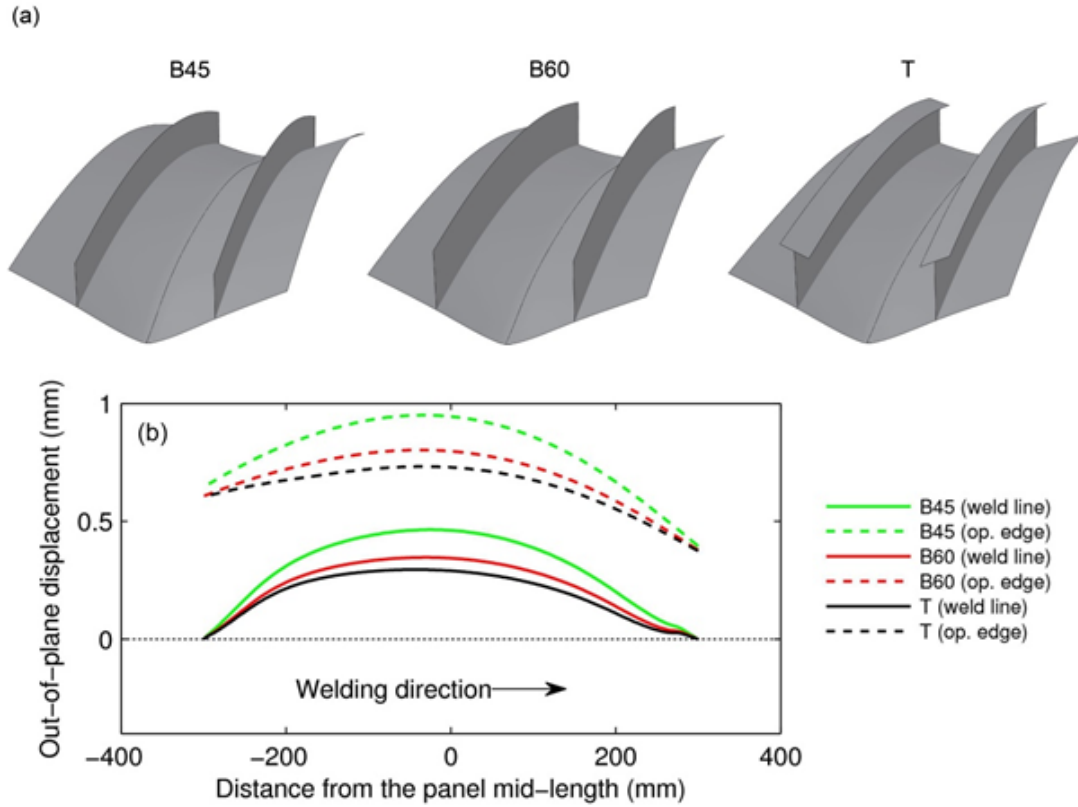 (a)
B45
B60
T
(b)
Out−of−plane displacement (mm)
1
0.5
0
Welding direction
−400
−200
0
200
400
Distance from the panel mid−length (mm)
B45 (weld line)
B45 (op. edge)
B60 (weld line)
B60 (op. edge)
T (weld line)
T (op. edge)